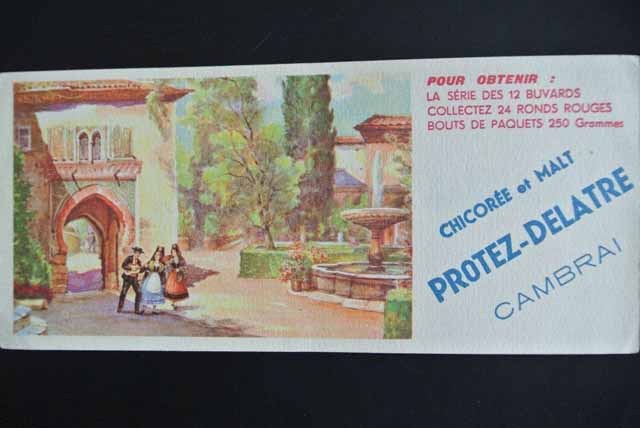 POUR OBTENIR :
LA SÉRIE DES 12 BUVARDS
COLLECTEZ 24 RONDS ROUGES
BOUTS DE PAQUETS 250 Grammes
CHICORÉE et MALT
PROTEZ-DELATRE
CAMBRAI